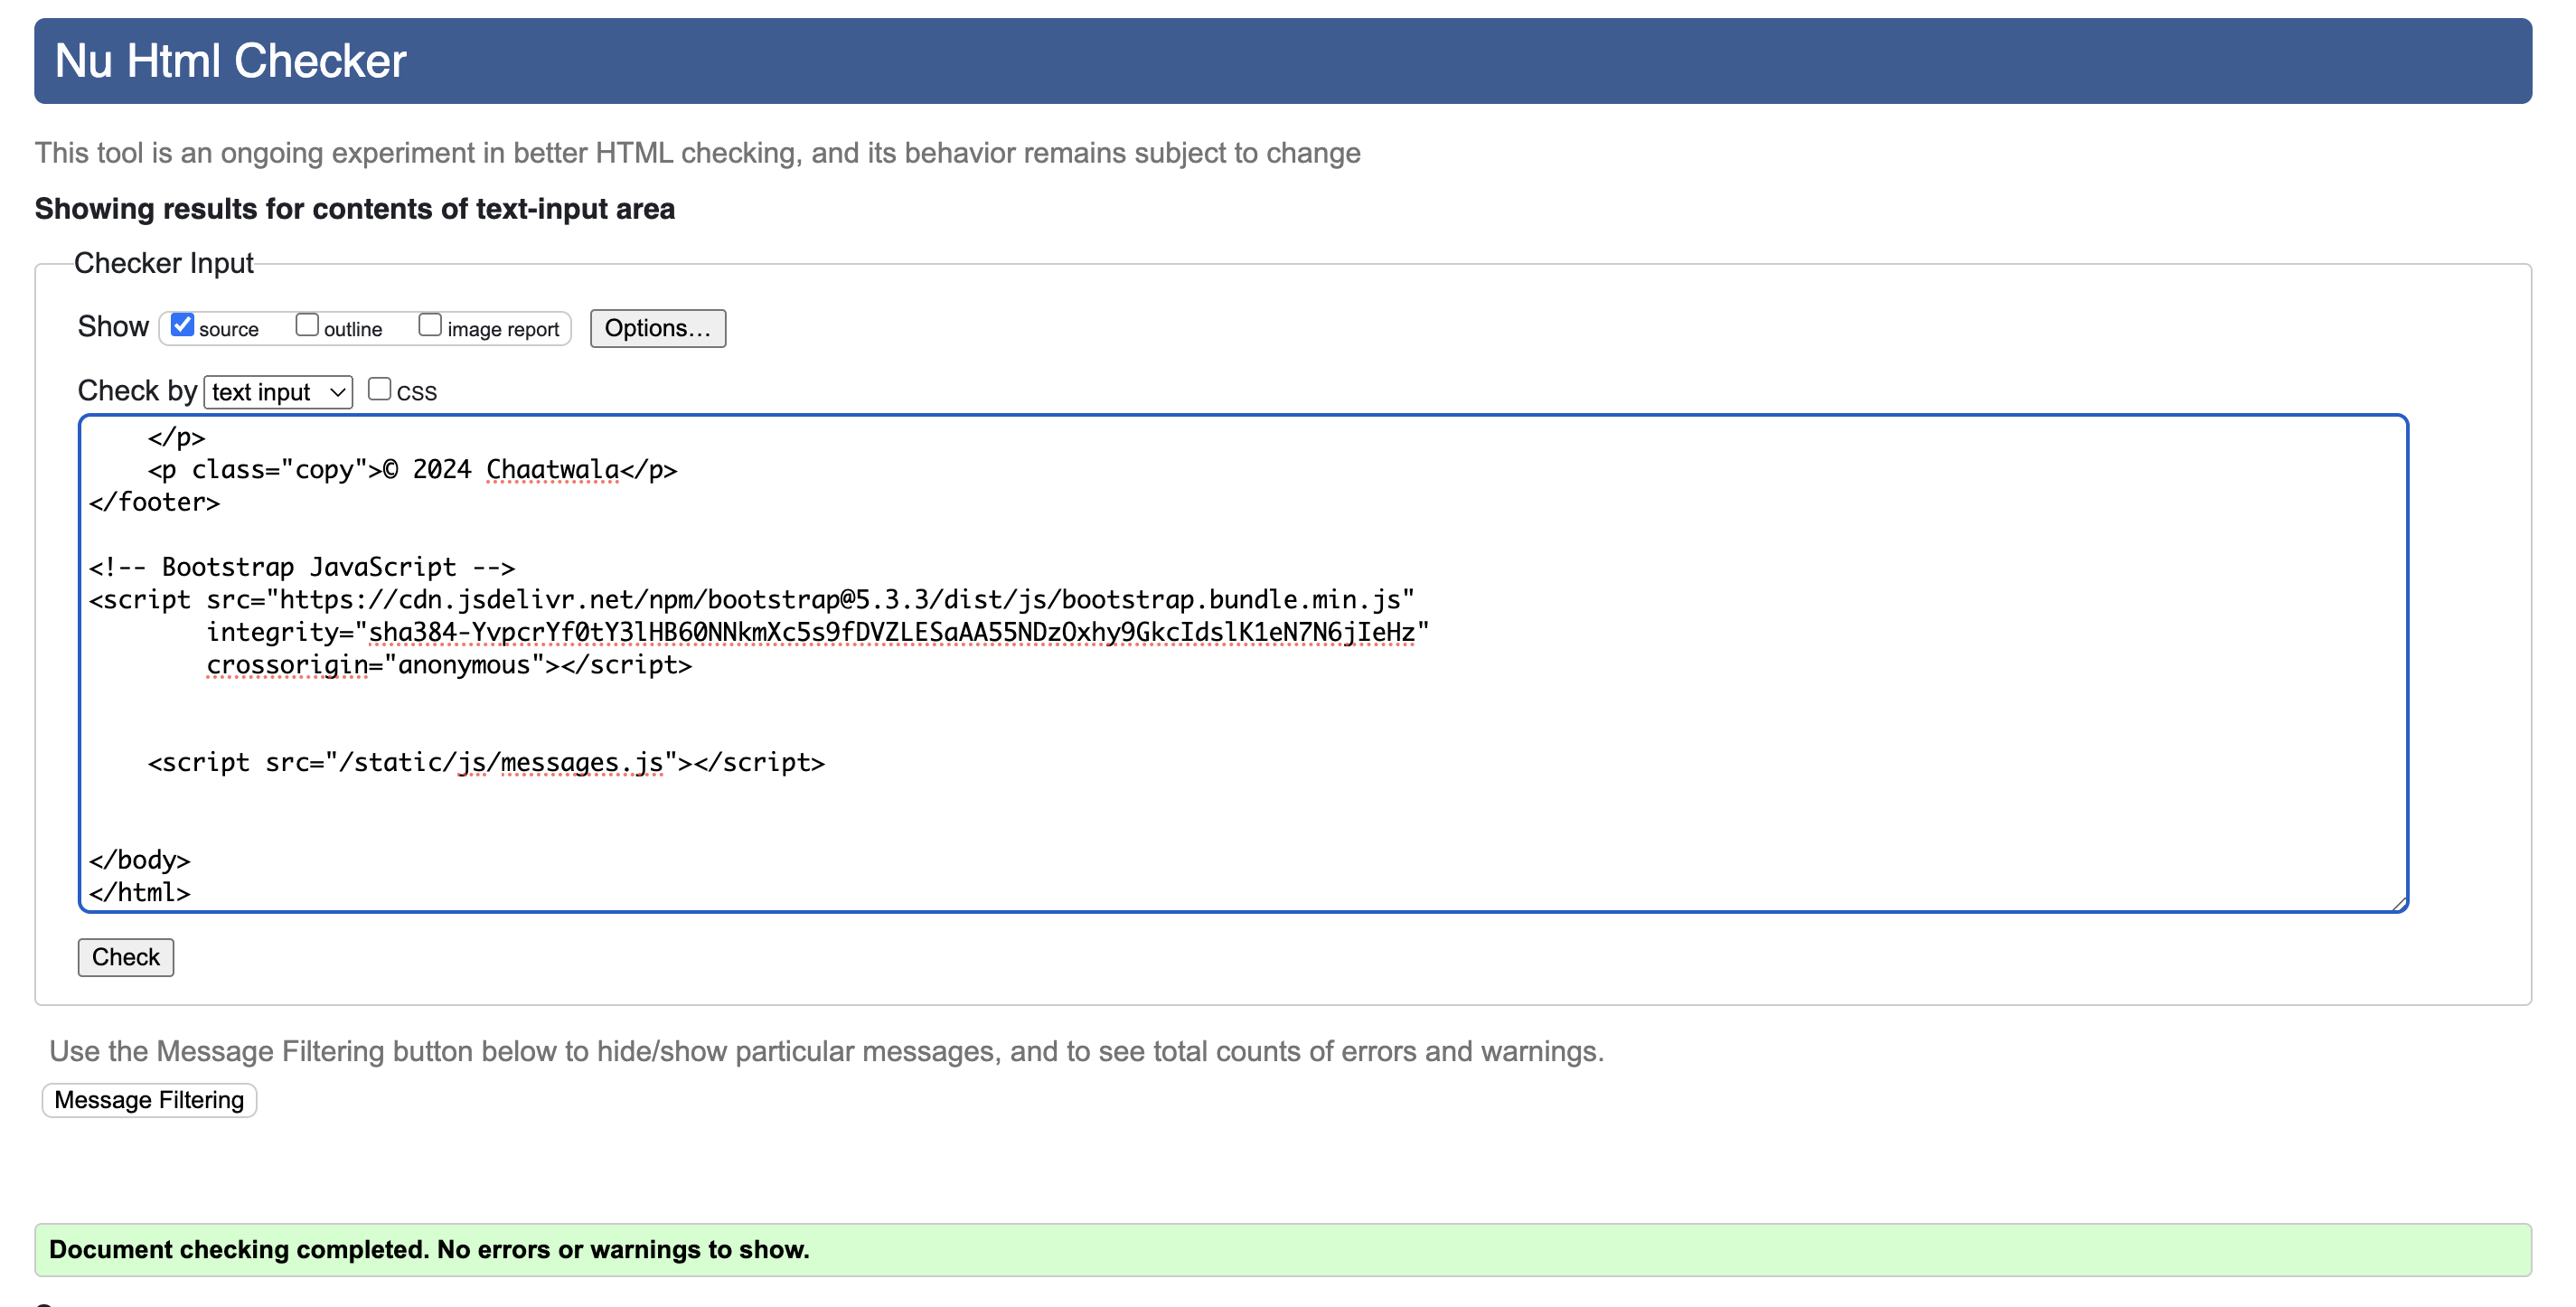 Nu Html Checker
This tool is an ongoing experiment in better HTML checking, and its behavior remains subject to change
Showing results for contents of text-input area
Checker Input
Show source outline image report Options...
Check by text input CSS
</p>
<p class="copy">© 2024 Chaatwala</p>
</footer>
<!-- Bootstrap JavaScript -->
<script src="https://cdn.jsdelivr.net/npm/bootstrap@5.3.3/dist/js/bootstrap.bundle.min.js"
integrity="sha384-YvpcrYf0tY3lHB60NNkmXc5s9fDVZLESaAA55NDzOxhy9GkcIdslK1eN7N6jIeHz"
crossorigin="anonymous"></script>
<script src="/static/js/messages.js"></script>
</body>
</html>
Check
Use the Message Filtering button below to hide/show particular messages, and to see total counts of errors and warnings.
Message Filtering
Document checking completed. No errors or warnings to show.